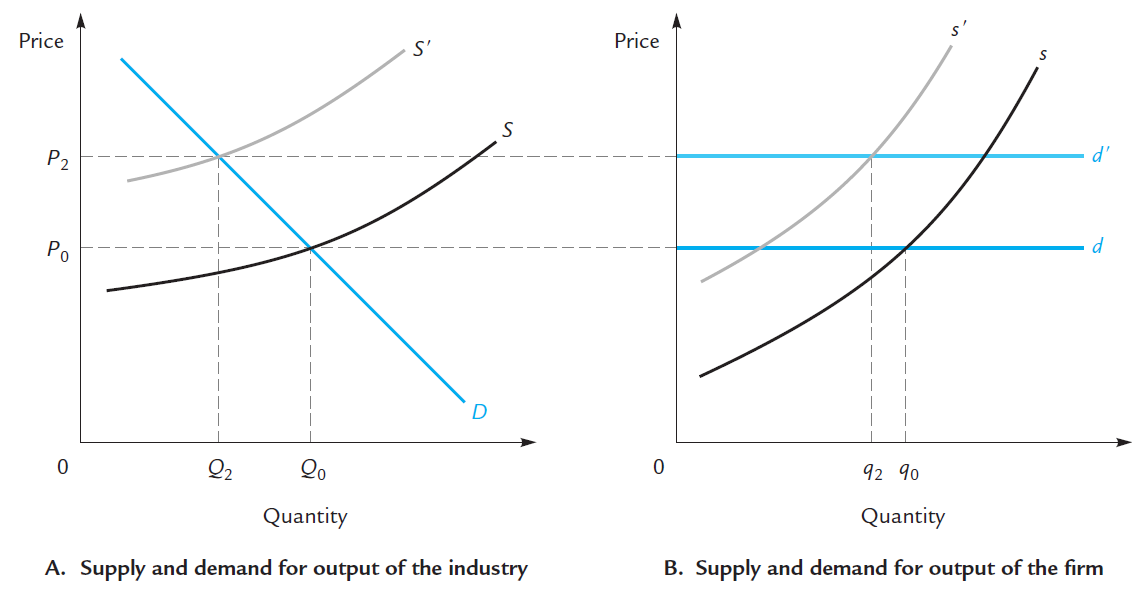 Price
S′
S
P₂
P₀
D
0
Q₂
Q₀
Quantity
A. Supply and demand for output of the industry
Price
s′
s
d′
d
0
q₂
q₀
Quantity
B. Supply and demand for output of the firm